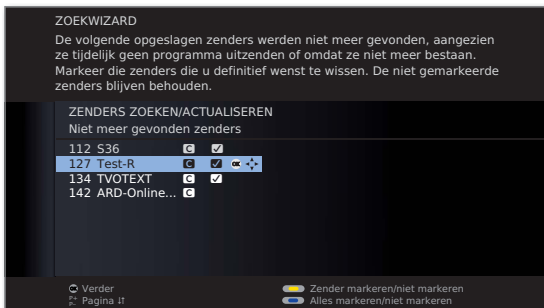 ZOEKWIZARD
De volgende opgeslagen zenders werden niet meer gevonden, aangezien
ze tijdelijk geen programma uitzenden of omdat ze niet meer bestaan.
Markeer die zenders die u definitief wenst te wissen. De niet gemarkeerde
zenders blijven behouden.
ZENDERS ZOEKEN/ACTUALISEREN
Niet meer gevonden zenders
112 S36 C
127 Test-R C OK
134 TVOTEXT C
142 ARD-Online... C
OK Verder
Zender markeren/niet markeren
P+ P- Pagina
Alles markeren/niet markeren